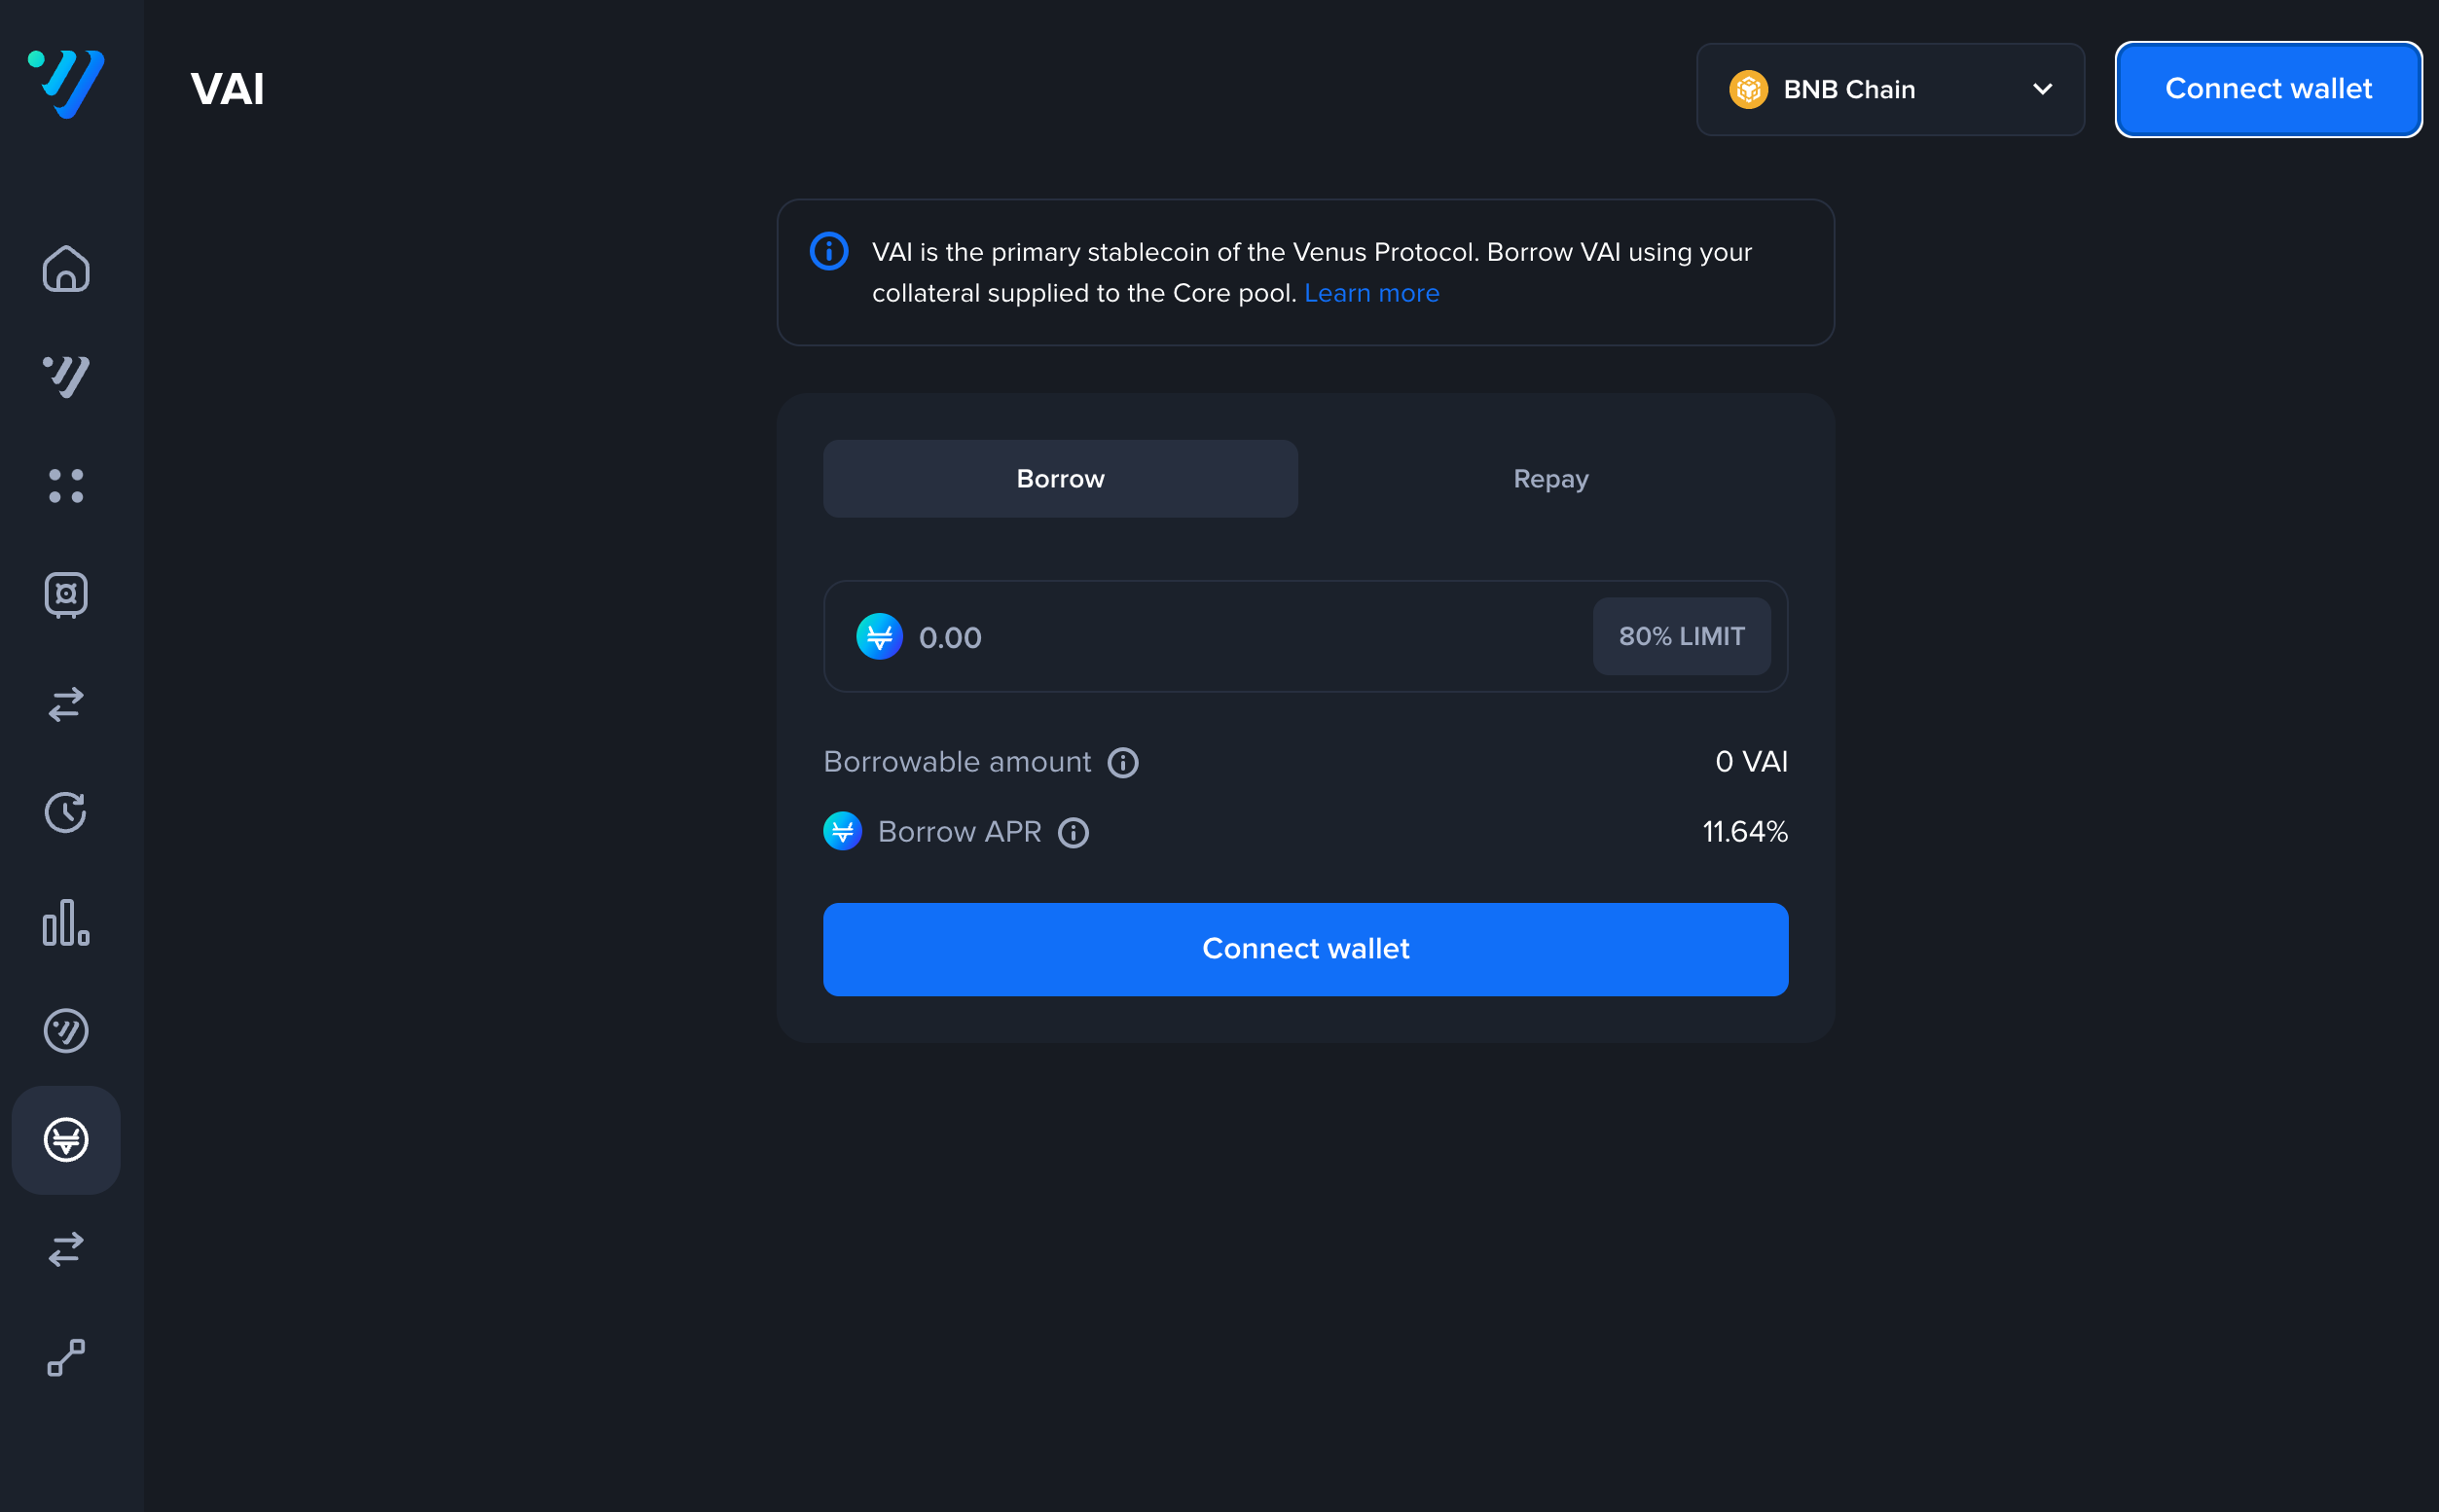 VAI
BNB Chain
Connect wallet
VAI is the primary stablecoin of the Venus Protocol. Borrow VAI using your
collateral supplied to the Core pool. Learn more
Borrow
Repay
0.00
80% LIMIT
Borrowable amount
0 VAI
Borrow APR
11.64%
Connect wallet